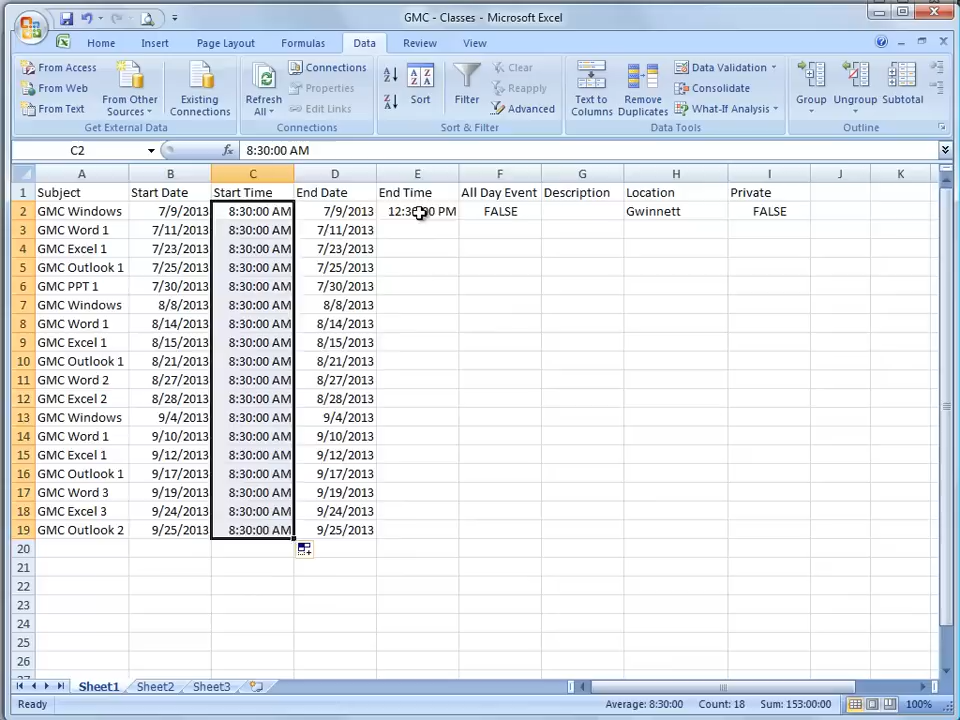 GMC - Classes - Microsoft Excel
Home Insert Page Layout Formulas Data Review View
From Access
From Web
From Text
From Other Sources
Existing Connections
Get External Data
Refresh All
Connections
Properties
Edit Links
Connections
Sort
Filter
Clear
Reapply
Advanced
Sort & Filter
Text to Columns
Remove Duplicates
Data Validation
Consolidate
What-If Analysis
Data Tools
Group
Ungroup
Subtotal
Outline
C2 fx 8:30:00 AM
A B C D E F G H I J K
1 Subject Start Date Start Time End Date End Time All Day Event Description Location Private
2 GMC Windows 7/9/2013 8:30:00 AM 7/9/2013 12:30:00 PM FALSE Gwinnett FALSE
3 GMC Word 1 7/11/2013 8:30:00 AM 7/11/2013
4 GMC Excel 1 7/23/2013 8:30:00 AM 7/23/2013
5 GMC Outlook 1 7/25/2013 8:30:00 AM 7/25/2013
6 GMC PPT 1 7/30/2013 8:30:00 AM 7/30/2013
7 GMC Windows 8/8/2013 8:30:00 AM 8/8/2013
8 GMC Word 1 8/14/2013 8:30:00 AM 8/14/2013
9 GMC Excel 1 8/15/2013 8:30:00 AM 8/15/2013
10 GMC Outlook 1 8/21/2013 8:30:00 AM 8/21/2013
11 GMC Word 2 8/27/2013 8:30:00 AM 8/27/2013
12 GMC Excel 2 8/28/2013 8:30:00 AM 8/28/2013
13 GMC Windows 9/4/2013 8:30:00 AM 9/4/2013
14 GMC Word 1 9/10/2013 8:30:00 AM 9/10/2013
15 GMC Excel 1 9/12/2013 8:30:00 AM 9/12/2013
16 GMC Outlook 1 9/17/2013 8:30:00 AM 9/17/2013
17 GMC Word 3 9/19/2013 8:30:00 AM 9/19/2013
18 GMC Excel 3 9/24/2013 8:30:00 AM 9/24/2013
19 GMC Outlook 2 9/25/2013 8:30:00 AM 9/25/2013
20
21
22
23
24
25
26
Sheet1 Sheet2 Sheet3
Ready Average: 8:30:00 Count: 18 Sum: 153:00:00 100%